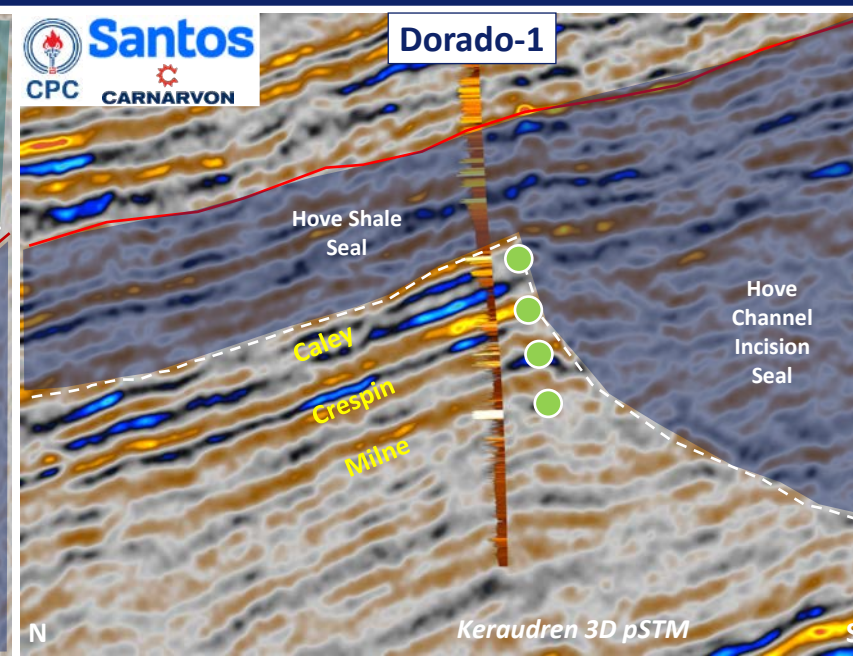 Santos
CPC
CARNARVON
Dorado-1
Hove Shale
Seal
Hove
Channel
Incision
Seal
Caley
Crespin
Milne
N
Keraudren 3D pSTM
S